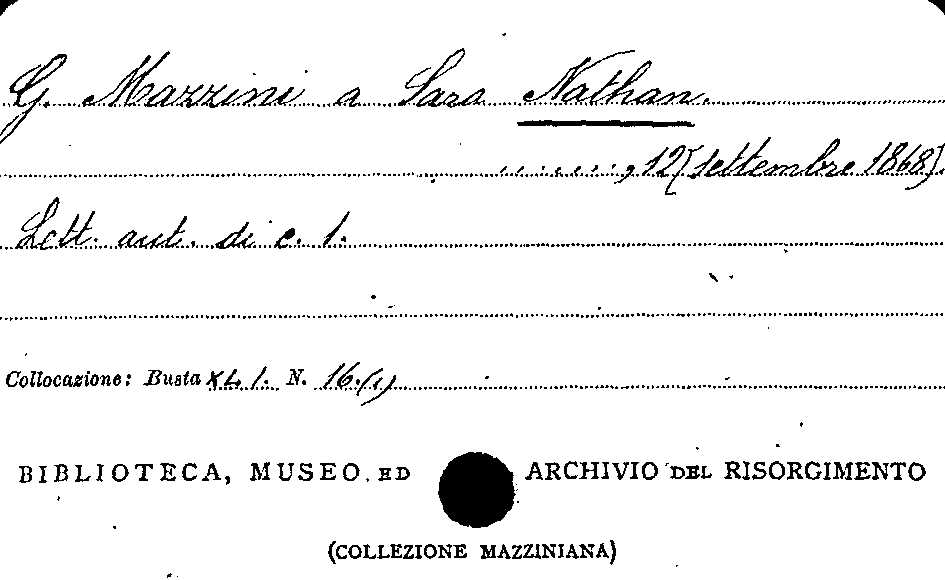 G. Mazzini a Sara Nathan.
........, 12 [settembre 1868].
Lett. aut. di c. 1.
Collocazione: Busta XLI. N. 16.(1)
BIBLIOTECA, MUSEO ED ARCHIVIO DEL RISORGIMENTO
(COLLEZIONE MAZZINIANA)